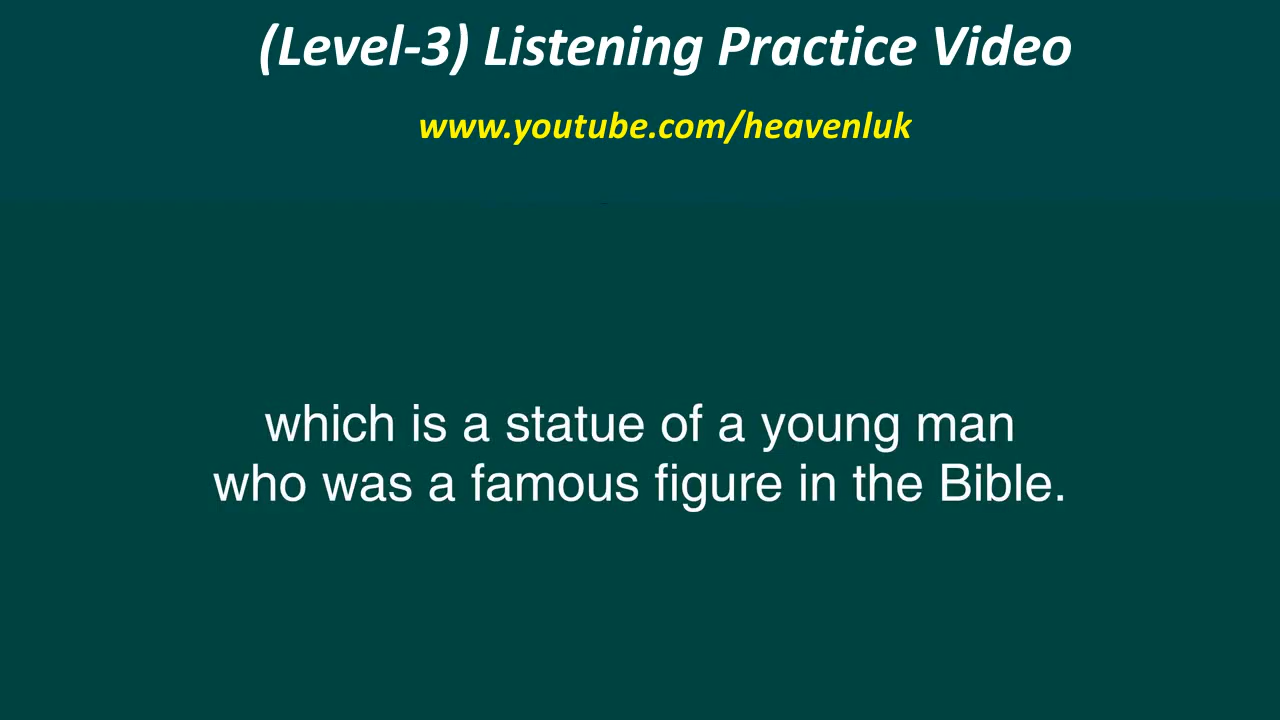 (Level-3) Listening Practice Video
www.youtube.com/heavenluk
which is a statue of a young man
who was a famous figure in the Bible.